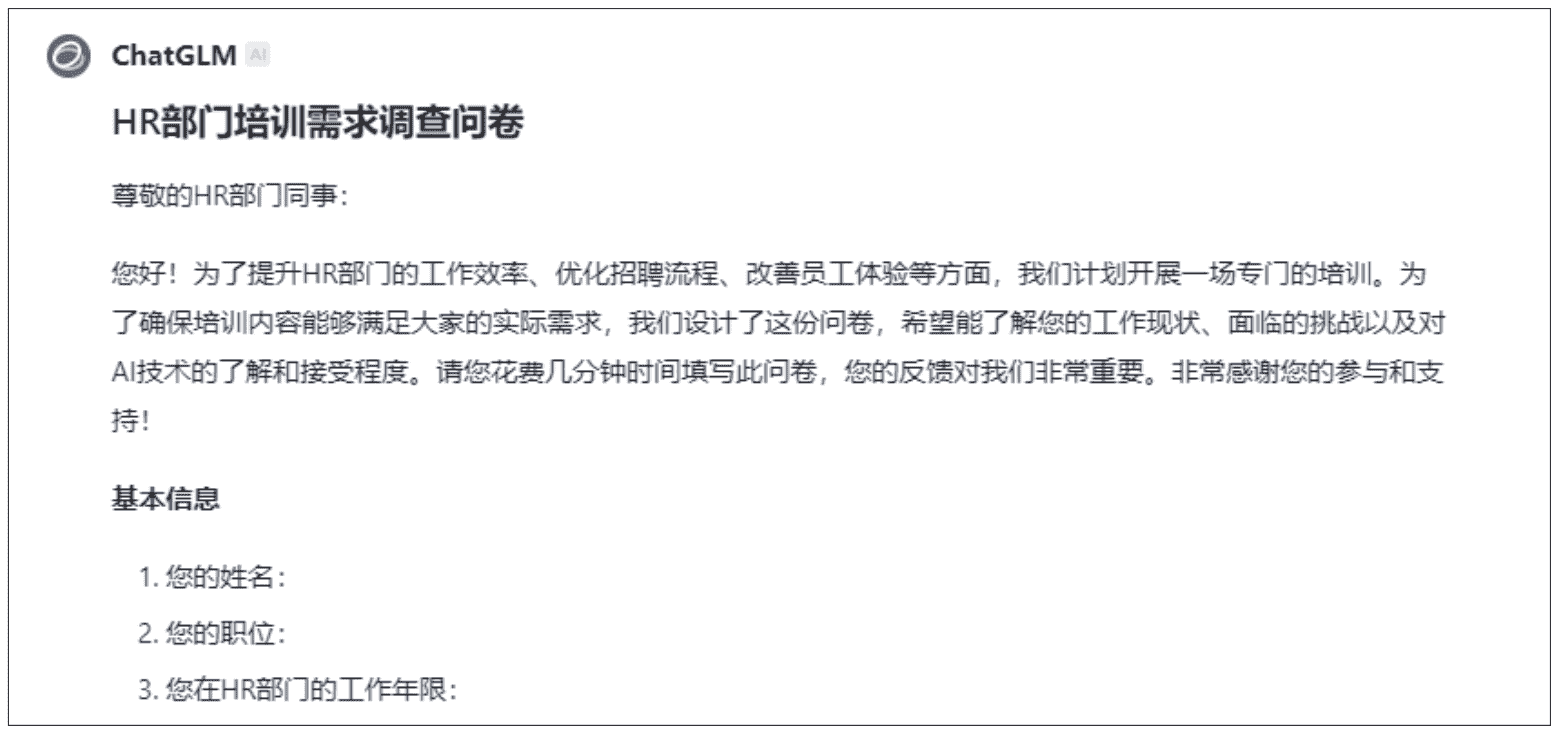 ChatGLM AI
HR部门培训需求调查问卷
尊敬的HR部门同事：
您好！为了提升HR部门的工作效率、优化招聘流程、改善员工体验等方面，我们计划开展一场专门的培训。为
了确保培训内容能够满足大家的实际需求，我们设计了这份问卷，希望能了解您的工作现状、面临的挑战以及对
AI技术的了解和接受程度。请您花费几分钟时间填写此问卷，您的反馈对我们非常重要。非常感谢您的参与和支
持！
基本信息
1. 您的姓名：
2. 您的职位：
3. 您在HR部门的工作年限：